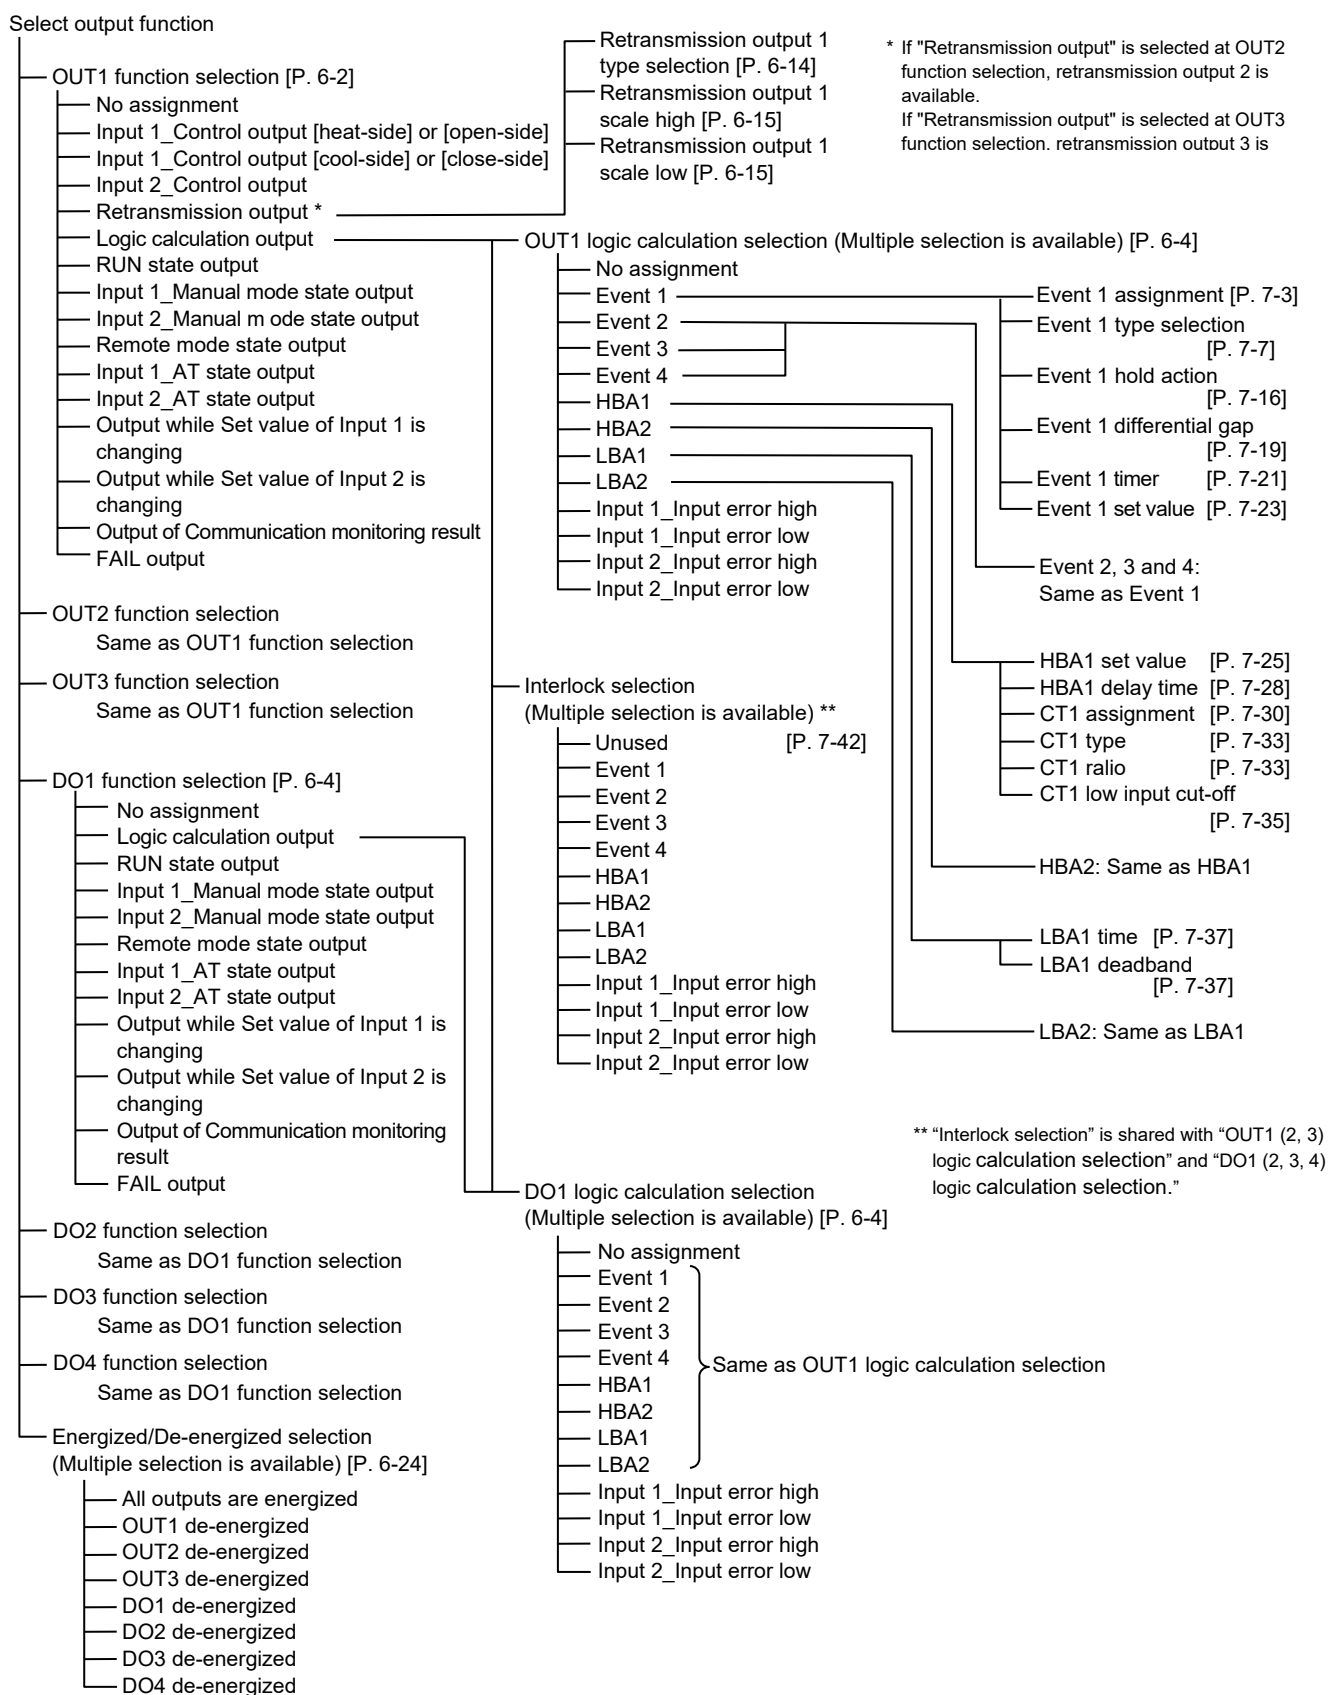 Select output function
OUT1 function selection [P. 6-2]
No assignment
Input 1_Control output [heat-side] or [open-side]
Input 1_Control output [cool-side] or [close-side]
Input 2_Control output
Retransmission output *
Logic calculation output
RUN state output
Input 1_Manual mode state output
Input 2_Manual m ode state output
Remote mode state output
Input 1_AT state output
Input 2_AT state output
Output while Set value of Input 1 is
changing
Output while Set value of Input 2 is
changing
Output of Communication monitoring result
FAIL output
OUT2 function selection
Same as OUT1 function selection
OUT3 function selection
Same as OUT1 function selection
DO1 function selection [P. 6-4]
No assignment
Logic calculation output
RUN state output
Input 1_Manual mode state output
Input 2_Manual mode state output
Remote mode state output
Input 1_AT state output
Input 2_AT state output
Output while Set value of Input 1 is
changing
Output while Set value of Input 2 is
changing
Output of Communication monitoring
result
FAIL output
DO2 function selection
Same as DO1 function selection
DO3 function selection
Same as DO1 function selection
DO4 function selection
Same as DO1 function selection
Energized/De-energized selection
(Multiple selection is available) [P. 6-24]
All outputs are energized
OUT1 de-energized
OUT2 de-energized
OUT3 de-energized
DO1 de-energized
DO2 de-energized
DO3 de-energized
DO4 de-energized
Retransmission output 1
type selection [P. 6-14]
Retransmission output 1
scale high [P. 6-15]
Retransmission output 1
scale low [P. 6-15]
* If "Retransmission output" is selected at OUT2
function selection, retransmission output 2 is
available.
If "Retransmission output" is selected at OUT3
function selection. retransmission output 3 is
OUT1 logic calculation selection (Multiple selection is available) [P. 6-4]
No assignment
Event 1
Event 2
Event 3
Event 4
HBA1
HBA2
LBA1
LBA2
Input 1_Input error high
Input 1_Input error low
Input 2_Input error high
Input 2_Input error low
Event 1 assignment [P. 7-3]
Event 1 type selection
[P. 7-7]
Event 1 hold action
[P. 7-16]
Event 1 differential gap
[P. 7-19]
Event 1 timer [P. 7-21]
Event 1 set value [P. 7-23]
Event 2, 3 and 4:
Same as Event 1
HBA1 set value [P. 7-25]
HBA1 delay time [P. 7-28]
CT1 assignment [P. 7-30]
CT1 type [P. 7-33]
CT1 ralio [P. 7-33]
CT1 low input cut-off
[P. 7-35]
HBA2: Same as HBA1
LBA1 time [P. 7-37]
LBA1 deadband
[P. 7-37]
LBA2: Same as LBA1
Interlock selection
(Multiple selection is available) **
Unused [P. 7-42]
Event 1
Event 2
Event 3
Event 4
HBA1
HBA2
LBA1
LBA2
Input 1_Input error high
Input 1_Input error low
Input 2_Input error high
Input 2_Input error low
** “Interlock selection” is shared with “OUT1 (2, 3)
logic calculation selection” and “DO1 (2, 3, 4)
logic calculation selection.”
DO1 logic calculation selection
(Multiple selection is available) [P. 6-4]
No assignment
Event 1
Event 2
Event 3
Event 4
HBA1
HBA2
LBA1
LBA2
Same as OUT1 logic calculation selection
Input 1_Input error high
Input 1_Input error low
Input 2_Input error high
Input 2_Input error low